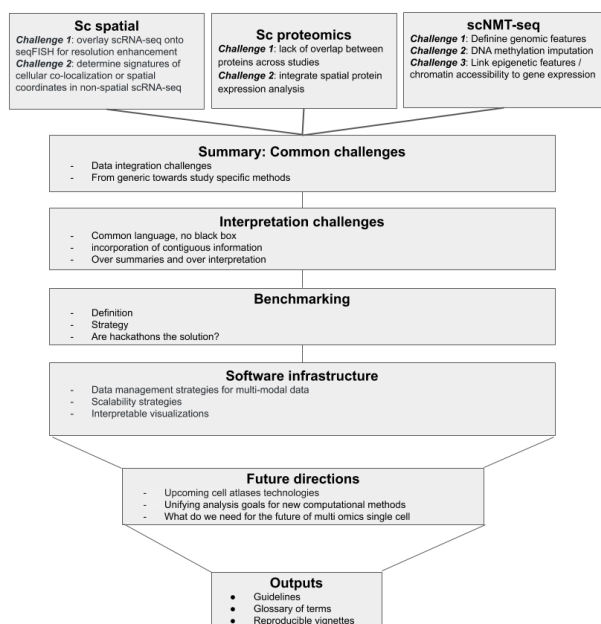 Sc spatial
Challenge 1: overlay scRNA-seq onto
seqFISH for resolution enhancement
Challenge 2: determine signatures of
cellular co-localization or spatial
coordinates in non-spatial scRNA-seq
Sc proteomics
Challenge 1: lack of overlap between
proteins across studies
Challenge 2: integrate spatial protein
expression analysis
scNMT-seq
Challenge 1: Definine genomic features
Challenge 2: DNA methylation imputation
Challenge 3: Link epigenetic features /
chromatin accessibility to gene expression
Summary: Common challenges
- Data integration challenges
- From generic towards study specific methods
Interpretation challenges
- Common language, no black box
- incorporation of contiguous information
- Over summaries and over interpretation
Benchmarking
- Definition
- Strategy
- Are hackathons the solution?
Software infrastructure
- Data management strategies for multi-modal data
- Scalability strategies
- Interpretable visualizations
Future directions
- Upcoming cell atlases technologies
- Unifying analysis goals for new computational methods
- What do we need for the future of multi omics single cell
Outputs
● Guidelines
● Glossary of terms
● Reproducible vignettes